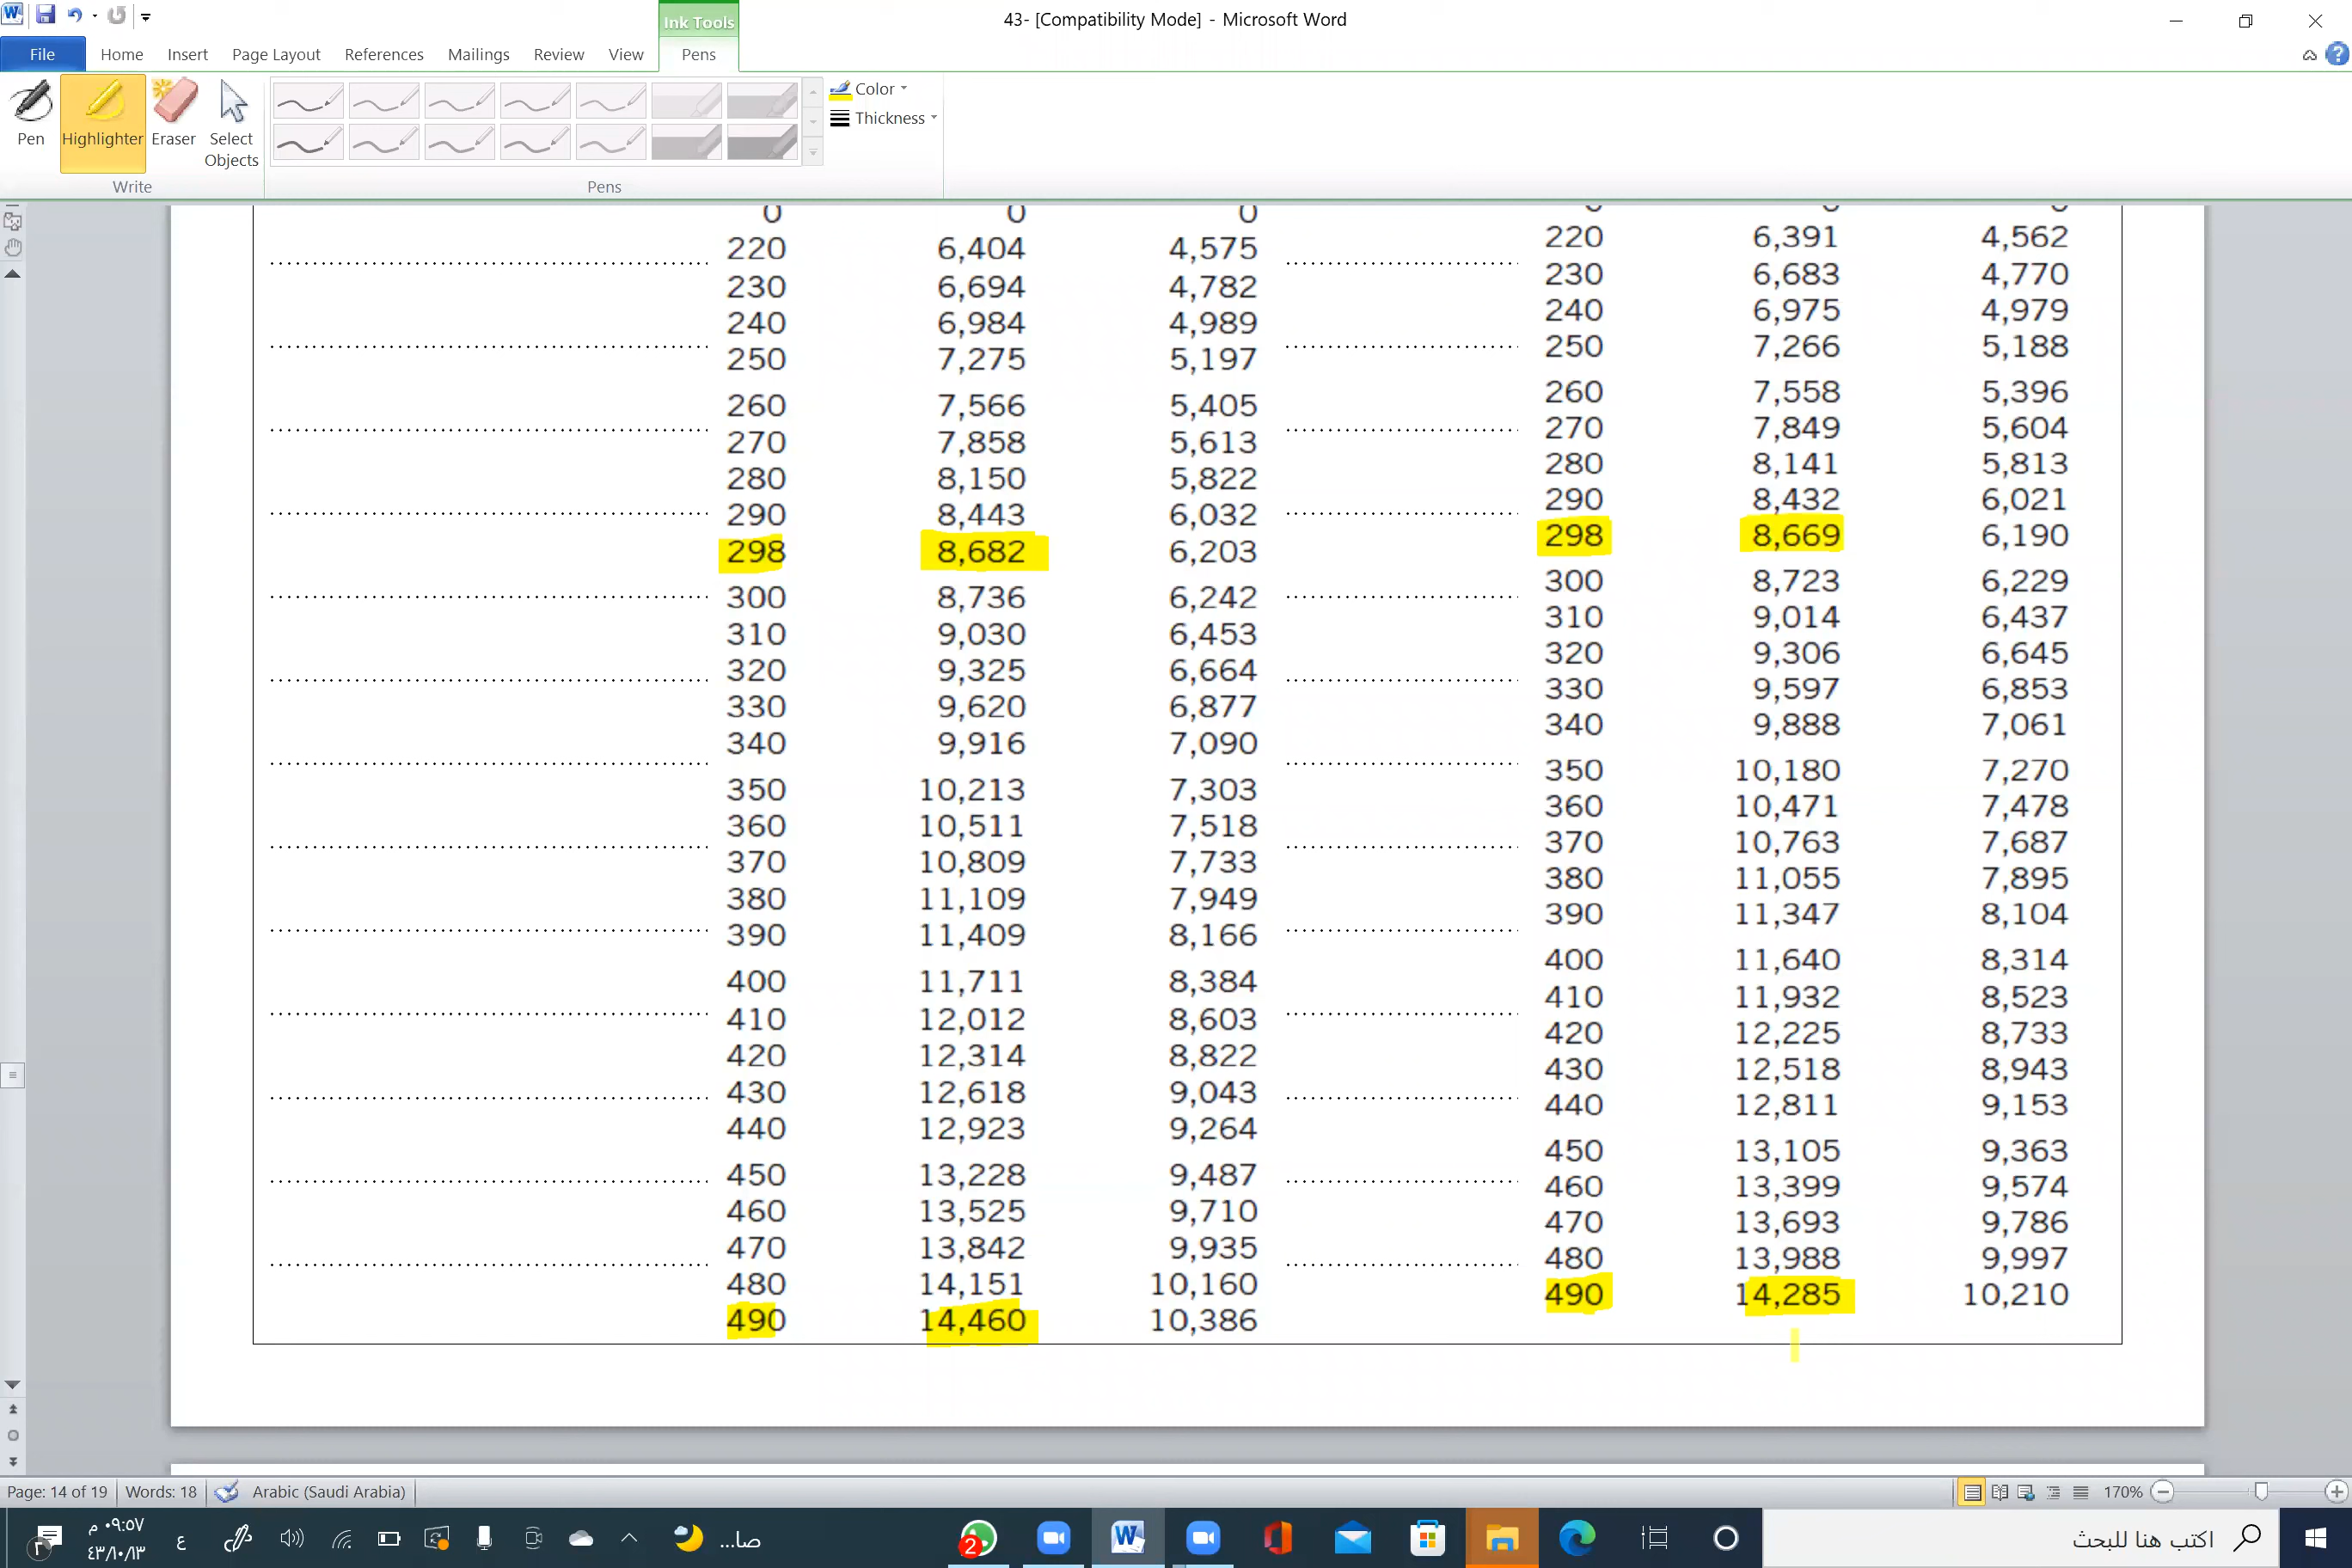 Ink Tools
43- [Compatibility Mode] - Microsoft Word
File Home Insert Page Layout References Mailings Review View Pens
Pen Highlighter Eraser Select Objects
Color
Thickness
Write
Pens
0 0 0
220 6,404 4,575 220 6,391 4,562
230 6,694 4,782 230 6,683 4,770
240 6,984 4,989 240 6,975 4,979
250 7,275 5,197 250 7,266 5,188
260 7,566 5,405 260 7,558 5,396
270 7,858 5,613 270 7,849 5,604
280 8,150 5,822 280 8,141 5,813
290 8,443 6,032 290 8,432 6,021
298 8,682 6,203 298 8,669 6,190
300 8,736 6,242 300 8,723 6,229
310 9,030 6,453 310 9,014 6,437
320 9,325 6,664 320 9,306 6,645
330 9,620 6,877 330 9,597 6,853
340 9,916 7,090 340 9,888 7,061
350 10,213 7,303 350 10,180 7,270
360 10,511 7,518 360 10,471 7,478
370 10,809 7,733 370 10,763 7,687
380 11,109 7,949 380 11,055 7,895
390 11,409 8,166 390 11,347 8,104
400 11,711 8,384 400 11,640 8,314
410 12,012 8,603 410 11,932 8,523
420 12,314 8,822 420 12,225 8,733
430 12,618 9,043 430 12,518 8,943
440 12,923 9,264 440 12,811 9,153
450 13,228 9,487 450 13,105 9,363
460 13,525 9,710 460 13,399 9,574
470 13,842 9,935 470 13,693 9,786
480 14,151 10,160 480 13,988 9,997
490 14,460 10,386 490 14,285 10,210
Page: 14 of 19 Words: 18 Arabic (Saudi Arabia) 170%
٠٩:٥٧ م
٤٣/١٠/١٣
ع
صا...
2
اكتب هنا للبحث